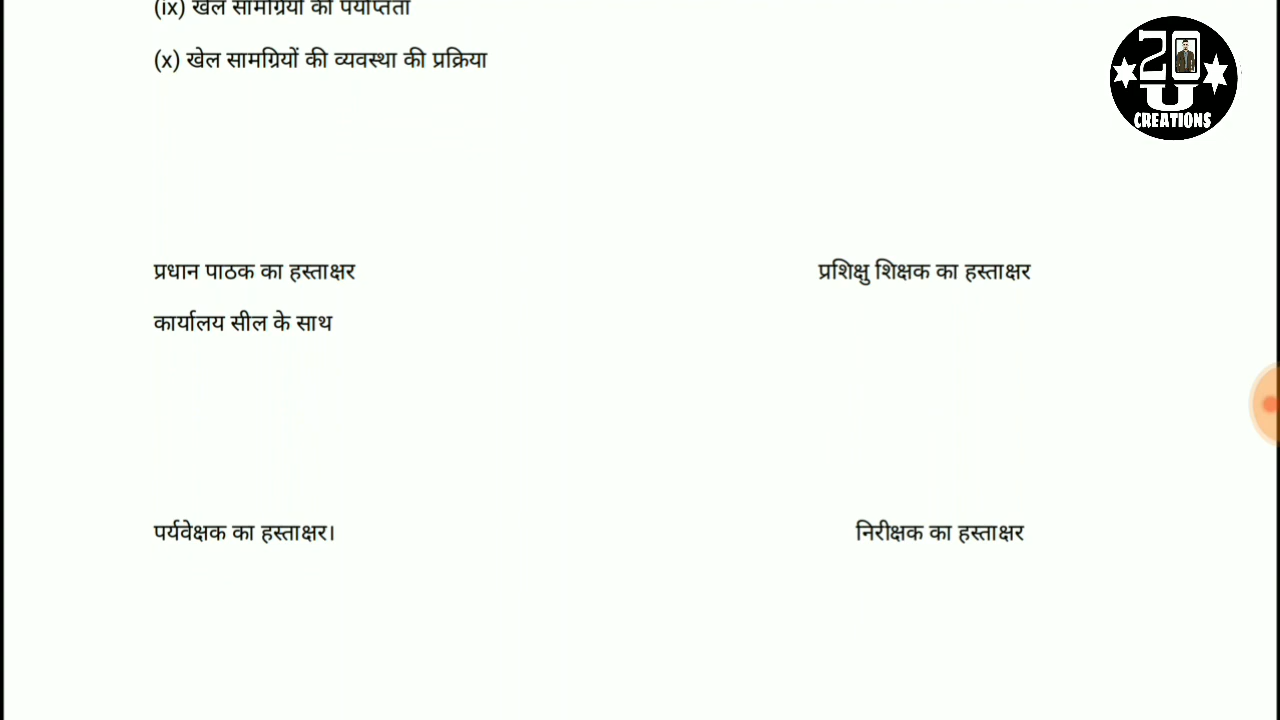 (ix) खेल सामग्रियों की पर्याप्तता
(x) खेल सामग्रियों की व्यवस्था की प्रक्रिया
20
U
CREATIONS
प्रधान पाठक का हस्ताक्षर
प्रशिक्षु शिक्षक का हस्ताक्षर
कार्यालय सील के साथ
पर्यवेक्षक का हस्ताक्षर।
निरीक्षक का हस्ताक्षर